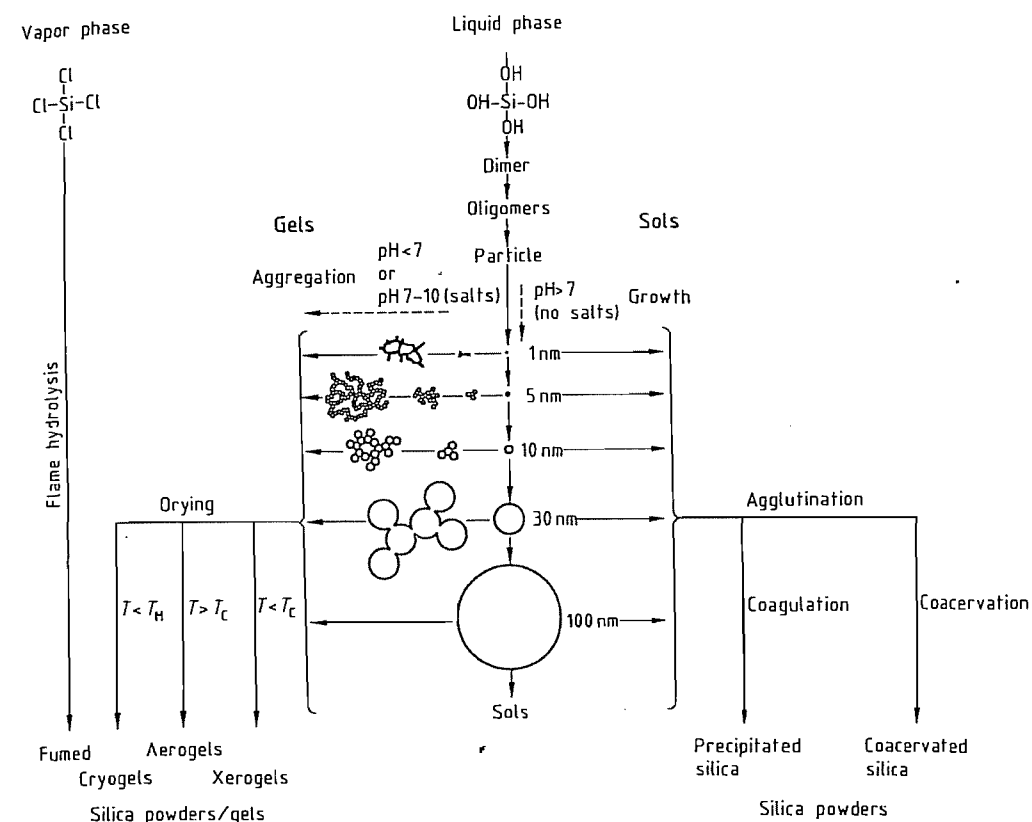 Vapor phase
Liquid phase
Cl
Cl-Si-Cl
Cl
OH
OH-Si-OH
OH
Dimer
Oligomers
Gels
Sols
Particle
Aggregation
pH<7
or
pH 7-10 (salts)
pH>7
(no salts)
Growth
1 nm
5 nm
10 nm
30 nm
100 nm
Sols
Flame hydrolysis
Drying
T < TH
T > TC
T < TC
Agglutination
Coagulation
Coacervation
Fumed
Cryogels
Aerogels
Xerogels
Silica powders/gels
Precipitated
silica
Coacervated
silica
Silica powders